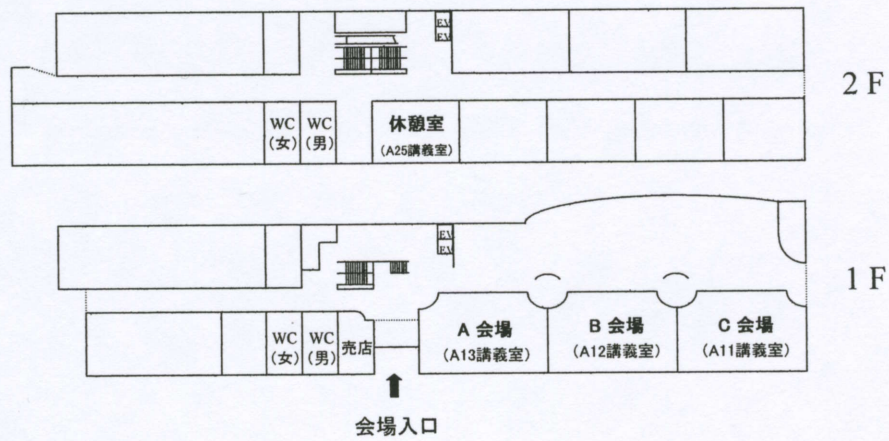 EV
EV
2 F
WC
(女)
WC
(男)
休憩室
(A25講義室)
EV
EV
1 F
WC
(女)
WC
(男)
売店
A 会場
(A13講義室)
B 会場
(A12講義室)
C 会場
(A11講義室)
会場入口